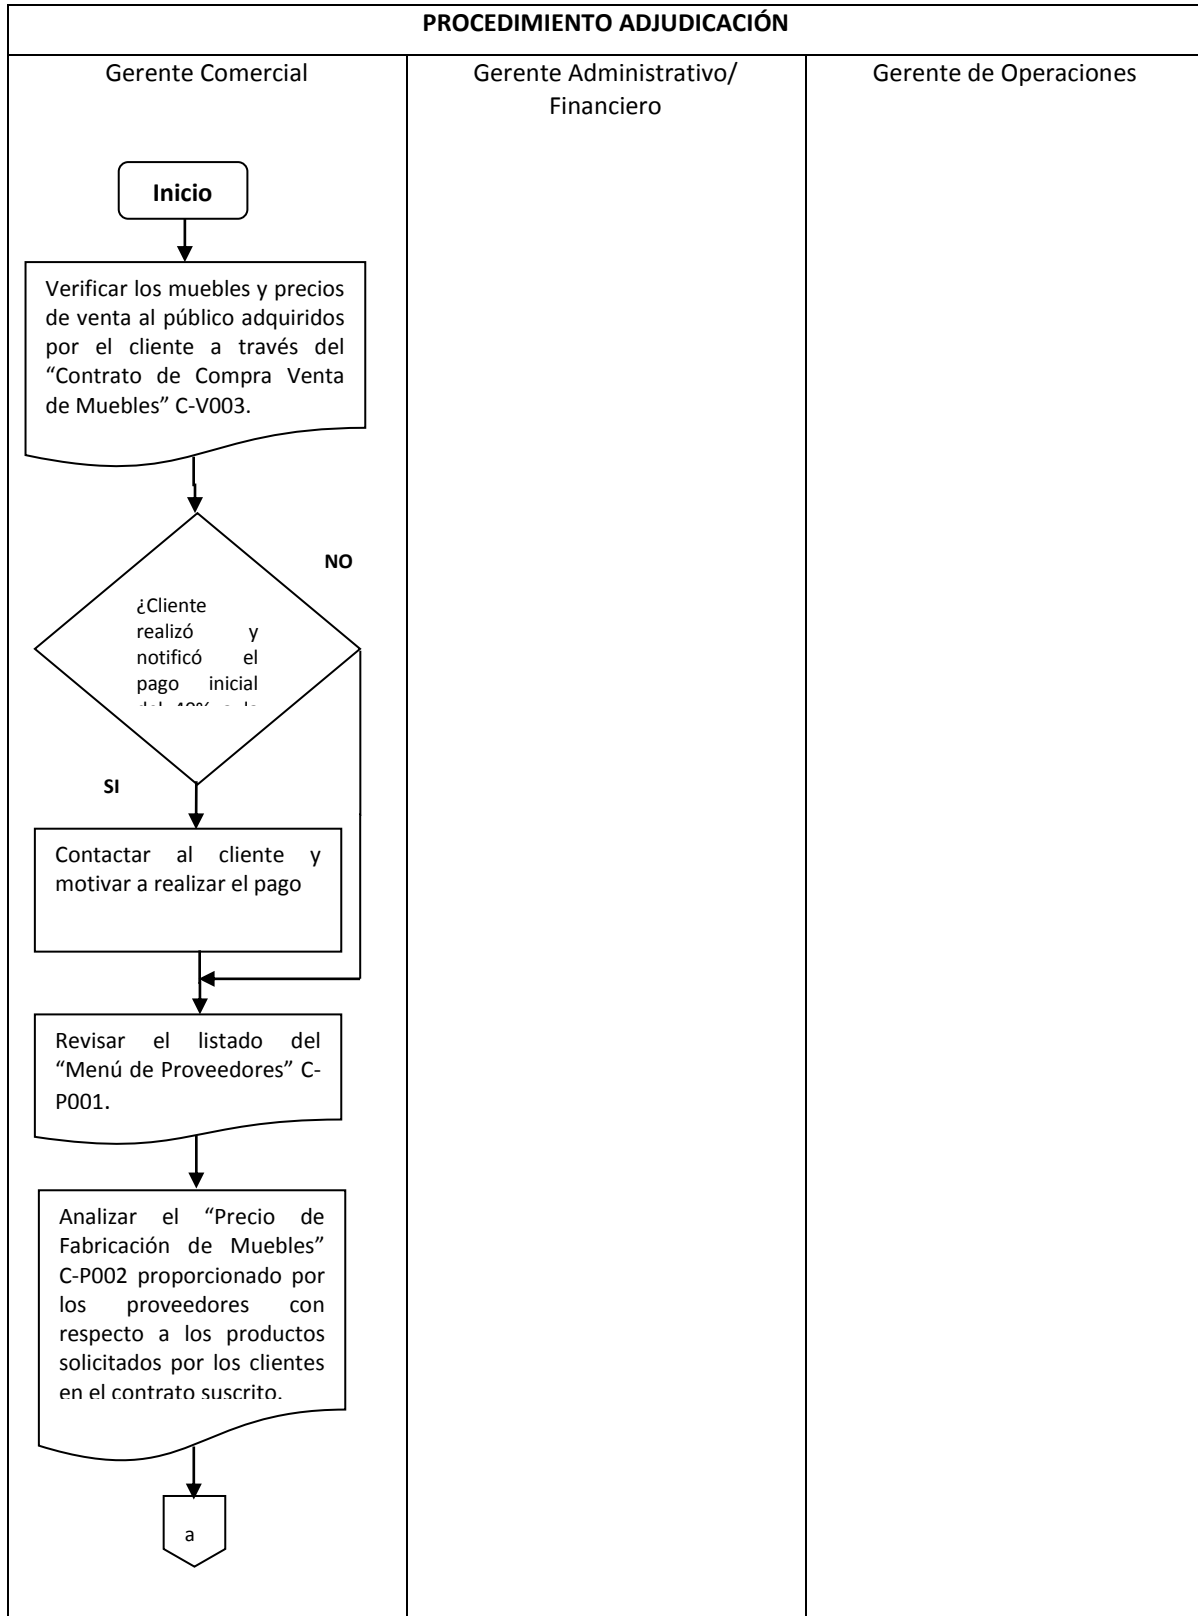 PROCEDIMIENTO ADJUDICACIÓN
Gerente Comercial
Gerente Administrativo/
Financiero
Gerente de Operaciones
Inicio
Verificar los muebles y precios
de venta al público adquiridos
por el cliente a través del
“Contrato de Compra Venta
de Muebles” C-V003.
NO
¿Cliente
realizó y
notificó el
pago inicial
SI
Contactar al cliente y
motivar a realizar el pago
Revisar el listado del
“Menú de Proveedores” C-
P001.
Analizar el “Precio de
Fabricación de Muebles”
C-P002 proporcionado por
los proveedores con
respecto a los productos
solicitados por los clientes
en el contrato suscrito.
a